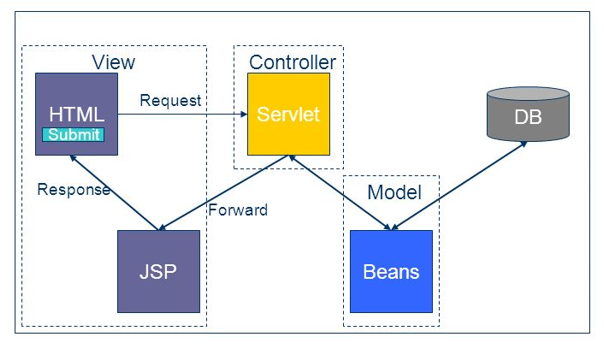 View
Controller
HTML
Submit
Request
Servlet
DB
Response
Forward
Model
JSP
Beans